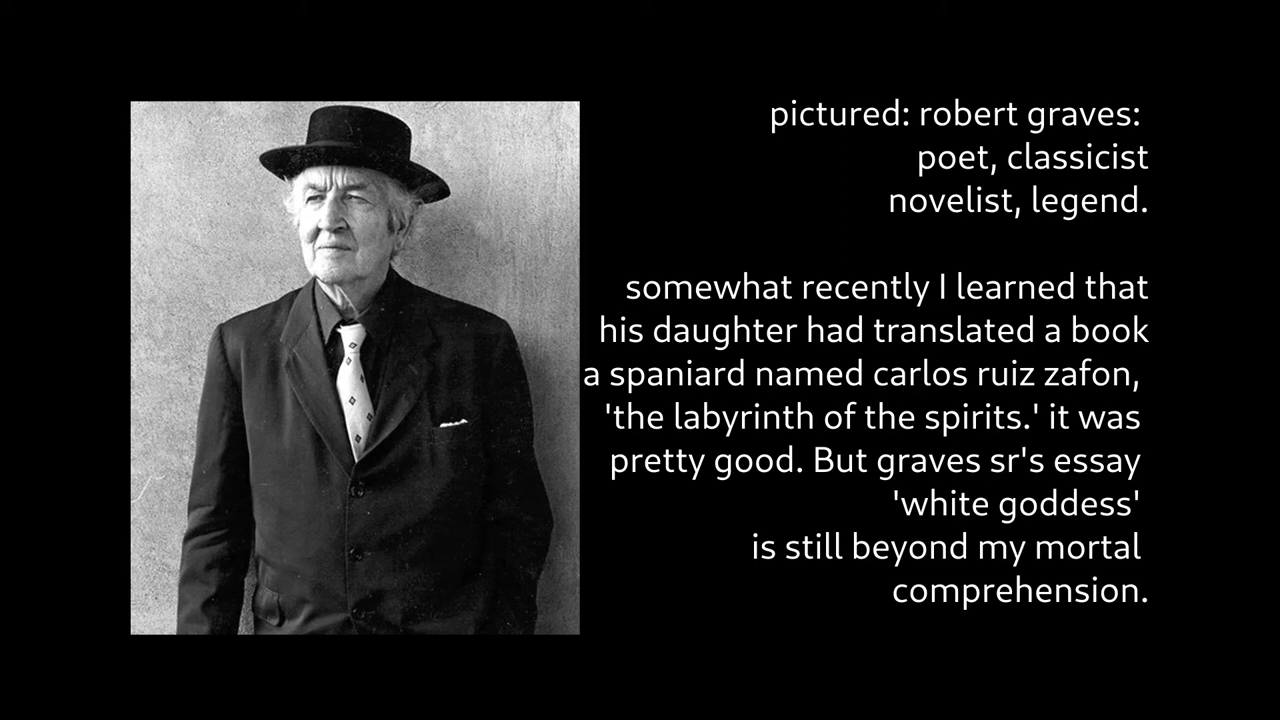 pictured: robert graves:
poet, classicist
novelist, legend.
somewhat recently I learned that
his daughter had translated a book
a spaniard named carlos ruiz zafon,
'the labyrinth of the spirits.' it was
pretty good. But graves sr's essay
'white goddess'
is still beyond my mortal
comprehension.